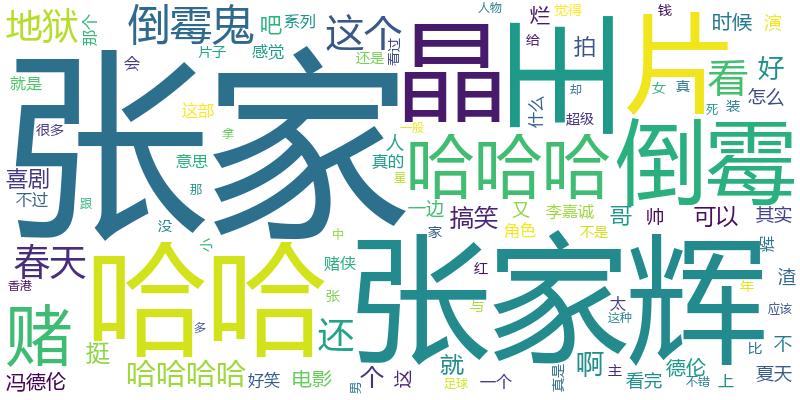 地狱
那个
倒霉鬼
吧
系列
这个
看过
人物
烂
觉得
钱
时候
演
片子
感觉
还是
晶
出
给
拍
片
看
好
就是
会
张家
什么
却
女
真
怎么
这部
超级
死
装
很多
拿
一般
人
真的
哈哈哈
倒霉
意思
星
喜剧
不过
那
跟
一边
搞笑
又
李嘉诚
哥
帅
可以
其实
没
小
中
家
角色
不是
春天
哈哈
赌侠
张家辉
渣
香港
红
张
与
太
这种
年
应该
赌
多
还
挺
就
啊
比
不
冯德伦
哈哈哈哈
好笑
电影
男
个
这
足球
一个
真是
主
看完
德伦
不错
上
夏天